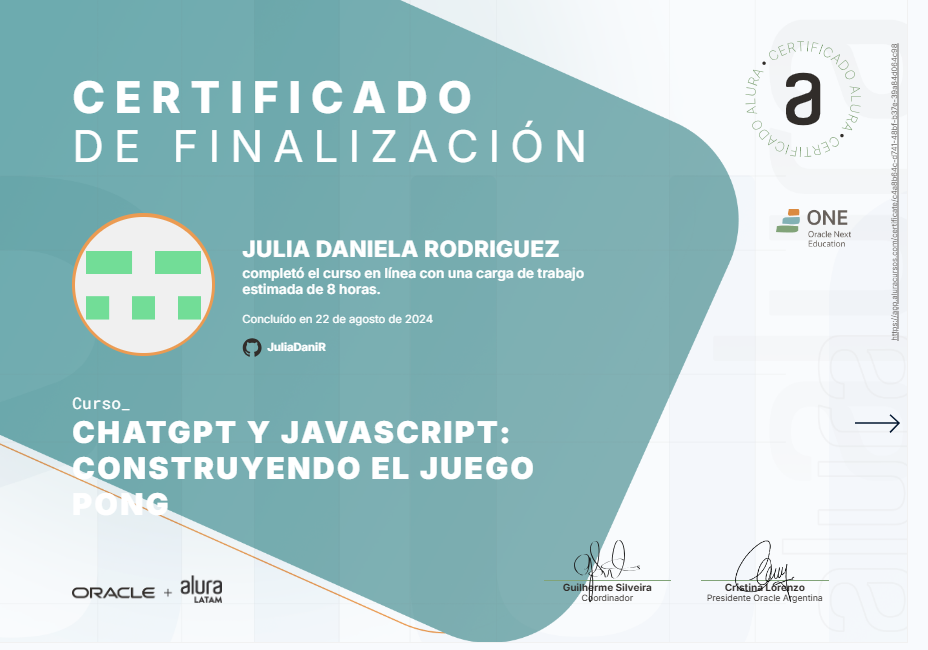 CERTIFICADO
DE FINALIZACIÓN
CERTIFICADO ALURA • CERTIFICADO ALURA •
a
ONE
Oracle Next
Education
JULIA DANIELA RODRIGUEZ
completó el curso en línea con una carga de trabajo
estimada de 8 horas.
Concluído en 22 de agosto de 2024
JuliaDaniR
Curso_
CHATGPT Y JAVASCRIPT:
CONSTRUYENDO EL JUEGO
PONG
ORACLE + alura
LATAM
Guilherme Silveira
Coordinador
Cristina Lorenzo
Presidente Oracle Argentina
alura